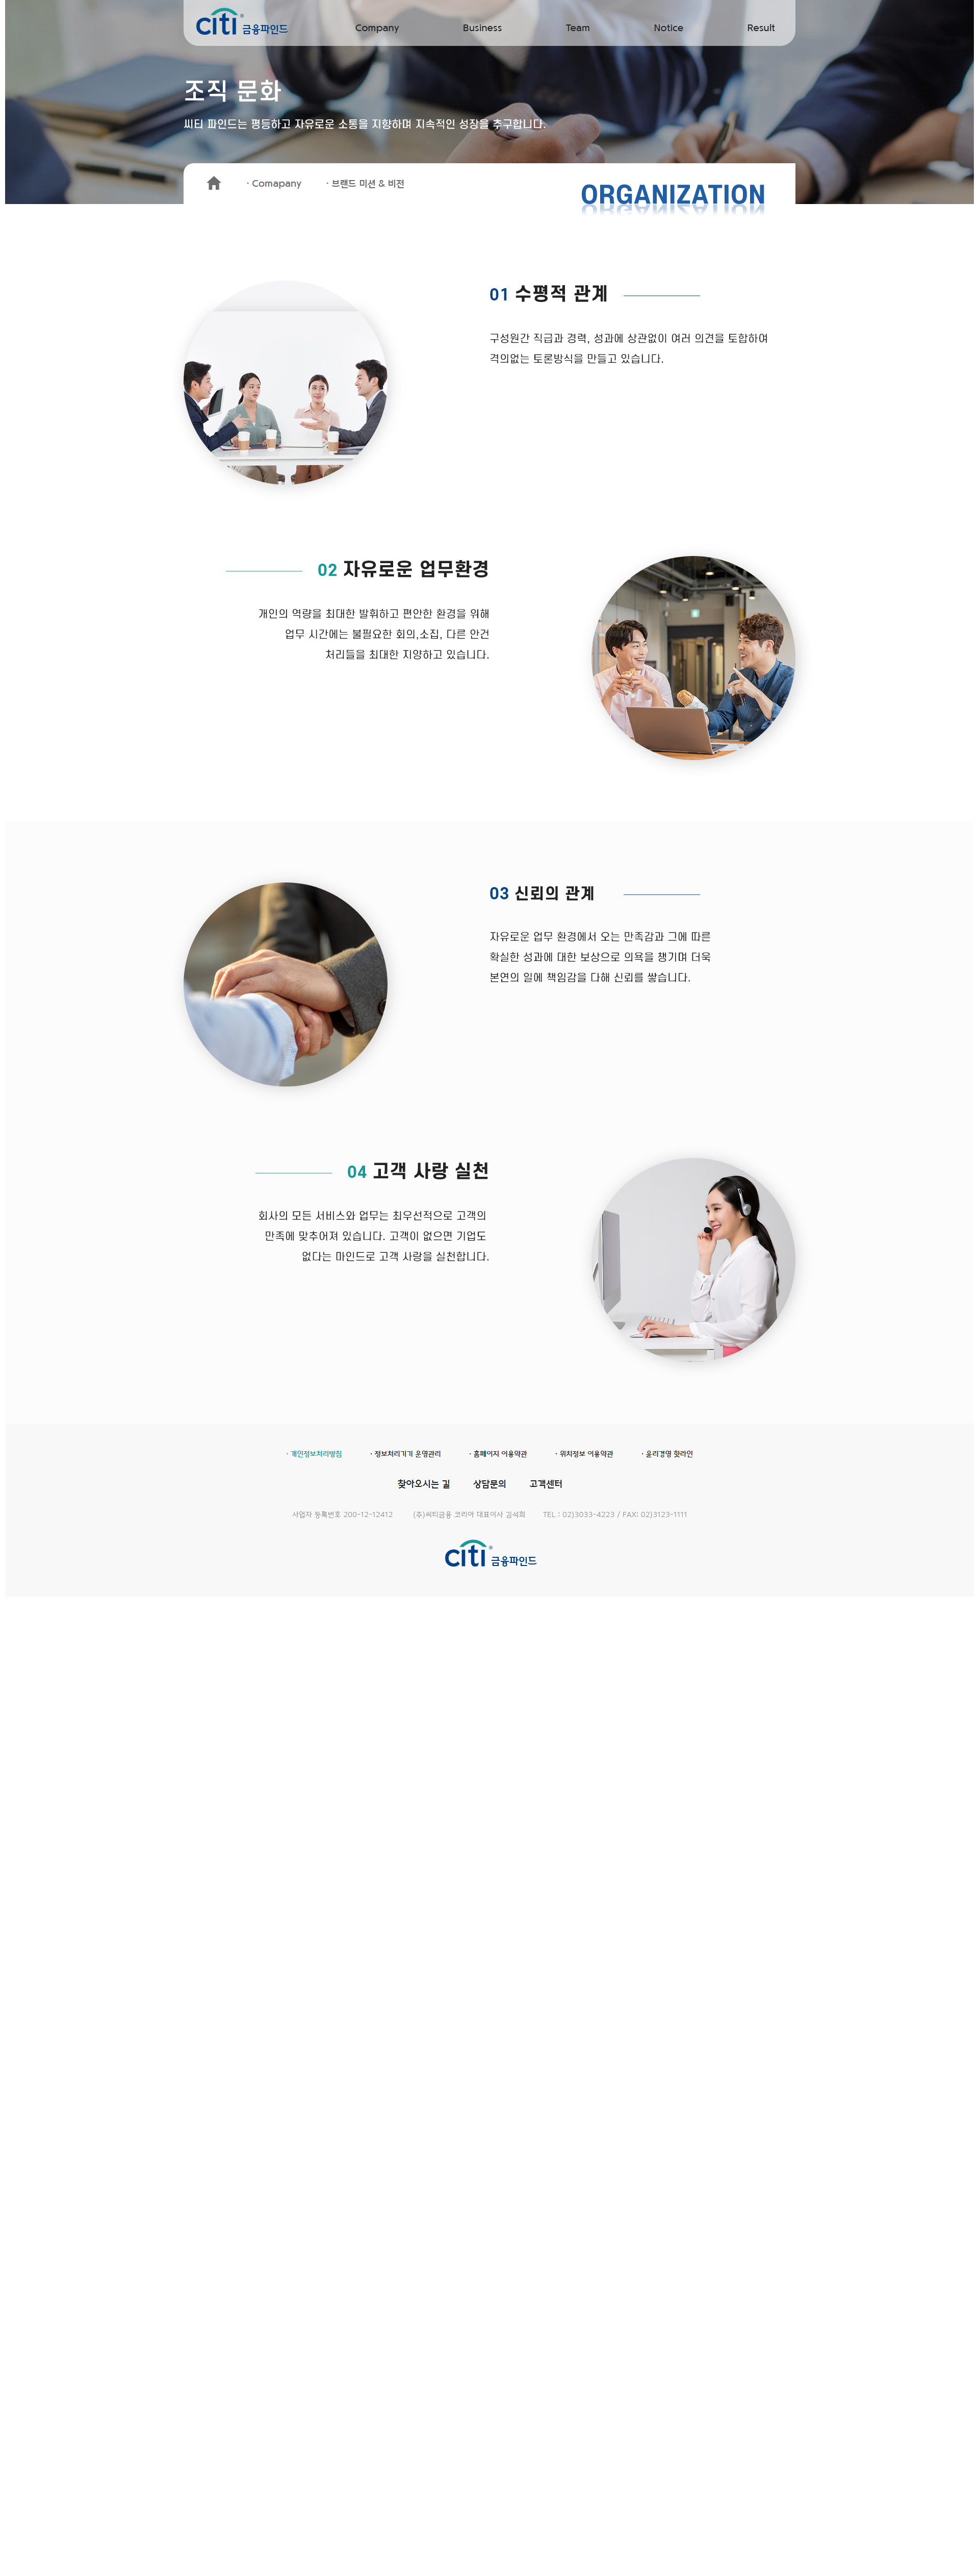 citi® 금융파인드
Company Business Team Notice Result
조직 문화
씨티 파인드는 평등하고 자유로운 소통을 지향하며 지속적인 성장을 추구합니다.
· Comapany · 브랜드 미션 & 비전
ORGANIZATION
01 수평적 관계
구성원간 직급과 경력, 성과에 상관없이 여러 의견을 토합하여
격의없는 토론방식을 만들고 있습니다.
02 자유로운 업무환경
개인의 역량을 최대한 발휘하고 편안한 환경을 위해
업무 시간에는 불필요한 회의,소집, 다른 안건
처리들을 최대한 지양하고 있습니다.
03 신뢰의 관계
자유로운 업무 환경에서 오는 만족감과 그에 따른
확실한 성과에 대한 보상으로 의욕을 챙기며 더욱
본연의 일에 책임감을 다해 신뢰를 쌓습니다.
04 고객 사랑 실천
회사의 모든 서비스와 업무는 최우선적으로 고객의
만족에 맞추어져 있습니다. 고객이 없으면 기업도
없다는 마인드로 고객 사랑을 실천합니다.
· 개인정보처리방침 · 정보처리기기 운영관리 · 홈페이지 이용약관 · 위치정보 이용약관 · 윤리경영 핫라인
찾아오시는 길 상담문의 고객센터
사업자 등록번호 200-12-12412 (주)씨티금융 코리아 대표이사 김석희 TEL : 02)3033-4223 / FAX: 02)3123-1111
citi® 금융파인드